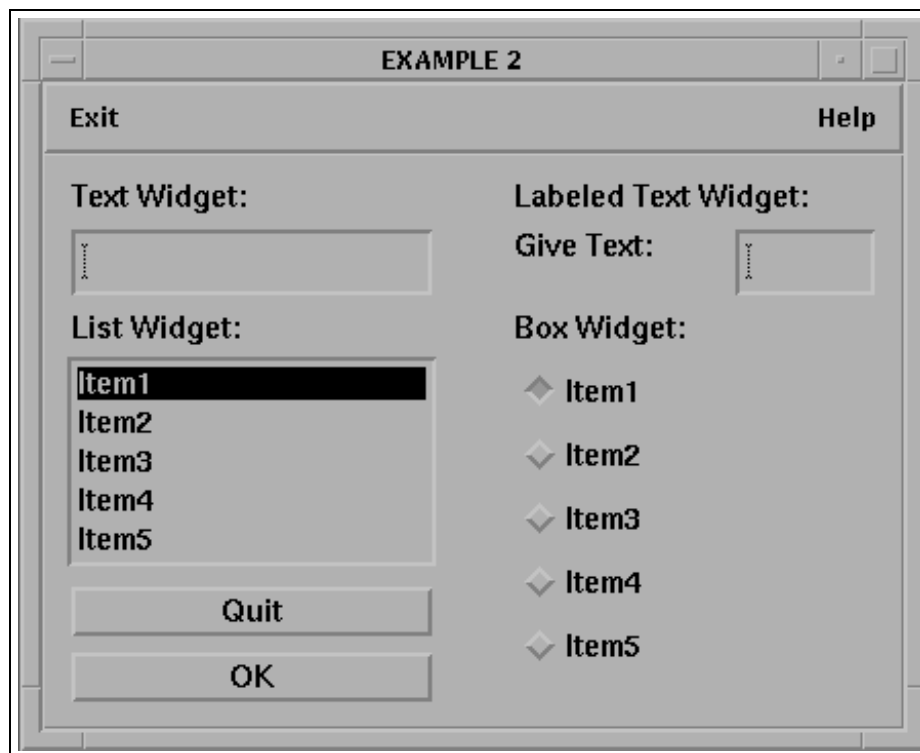 EXAMPLE 2
Exit
Help
Text Widget:
List Widget:
Item1
Item2
Item3
Item4
Item5
Quit
OK
Labeled Text Widget:
Give Text:
Box Widget:
Item1
Item2
Item3
Item4
Item5